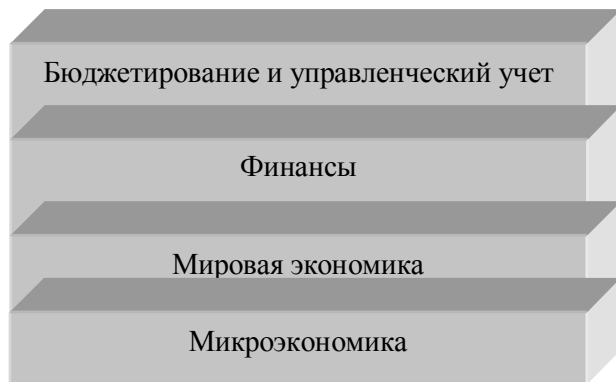 Бюджетирование и управленческий учет
Финансы
Мировая экономика
Микроэкономика